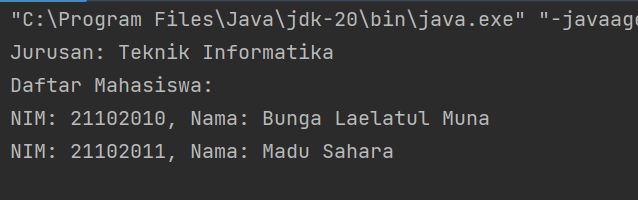 "C:\Program Files\Java\jdk-20\bin\java.exe" "-javaage
Jurusan: Teknik Informatika
Daftar Mahasiswa:
NIM: 21102010, Nama: Bunga Laelatul Muna
NIM: 21102011, Nama: Madu Sahara